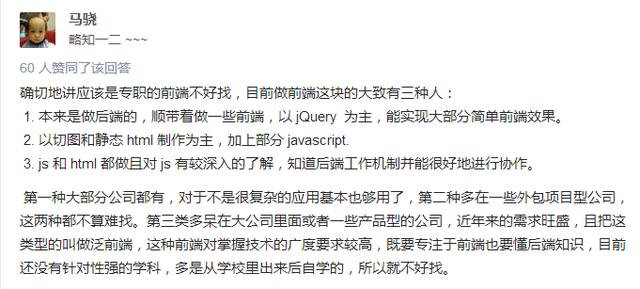 马骁
略知一二 ~~~
60 人赞同了该回答
确切地讲应该是专职的前端不好找，目前做前端这块的大致有三种人：
1. 本来是做后端的，顺带着做一些前端，以 jQuery 为主，能实现大部分简单前端效果。
2. 以切图和静态 html 制作为主，加上部分 javascript.
3. js 和 html 都做且对 js 有较深入的了解，知道后端工作机制并能很好地进行协作。
第一种大部分公司都有，对于不是很复杂的应用基本也够用了，第二种多在一些外包项目型公司，
这两种都不算难找。第三类多呆在大公司里面或者一些产品型的公司，近年来的需求旺盛，且把这
类型的叫做泛前端，这种前端对掌握技术的广度要求较高，既要专注于前端也要懂后端知识，目前
还没有针对性强的学科，多是从学校里出来后自学的，所以就不好找。